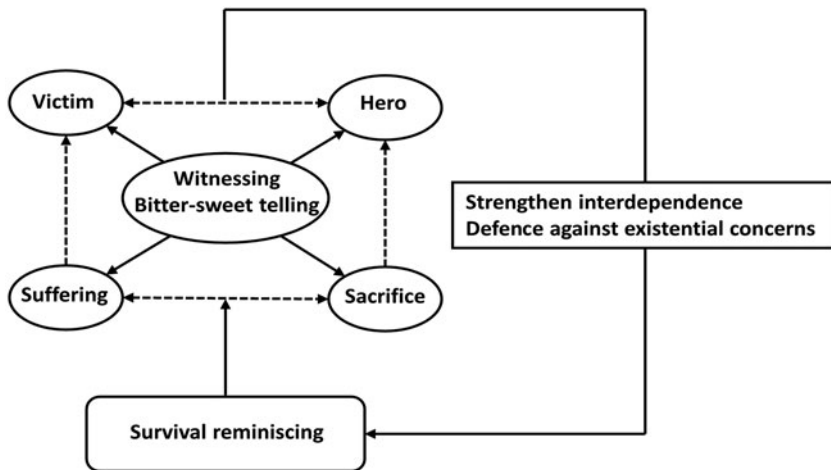 Victim
Hero
Witnessing
Bitter-sweet telling
Strengthen interdependence
Defence against existential concerns
Suffering
Sacrifice
Survival reminiscing